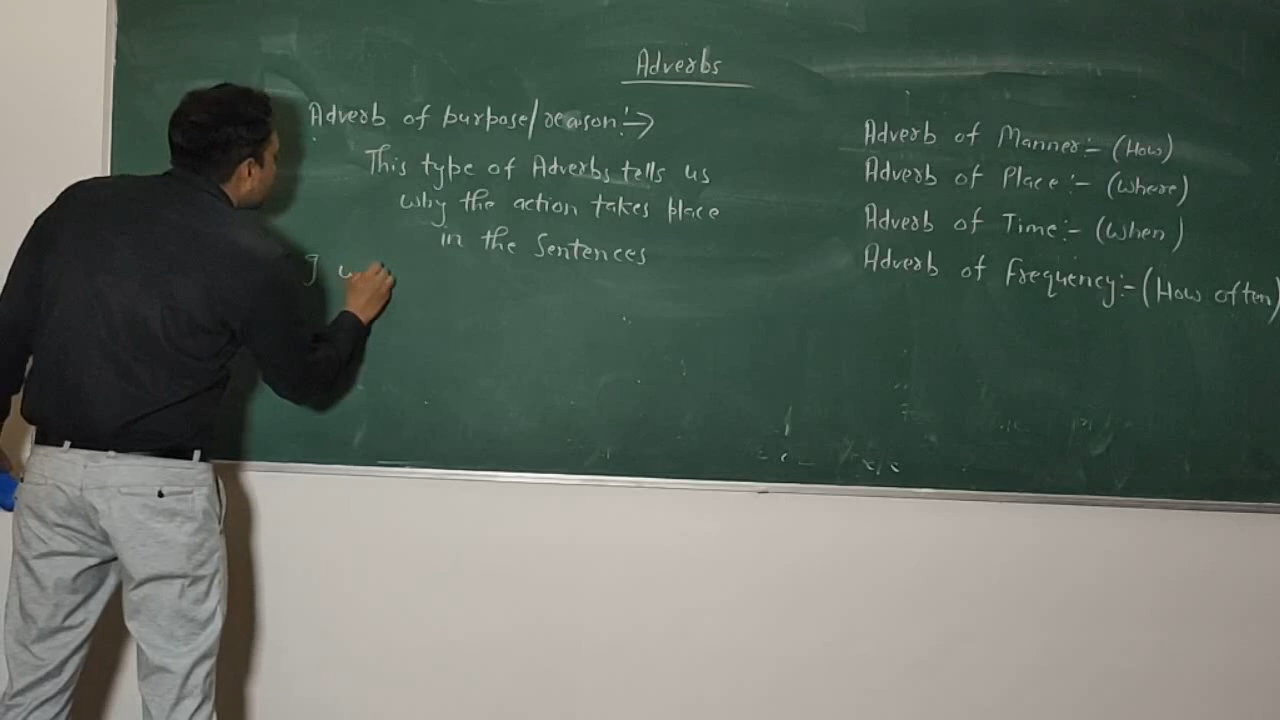 Adverbs
Adverb of purpose/reason:→
This type of Adverbs tells us
why the action takes place
in the Sentences
I
Adverb of Manner:- (How)
Adverb of Place:- (where)
Adverb of Time:- (When)
Adverb of Frequency:- (How often)